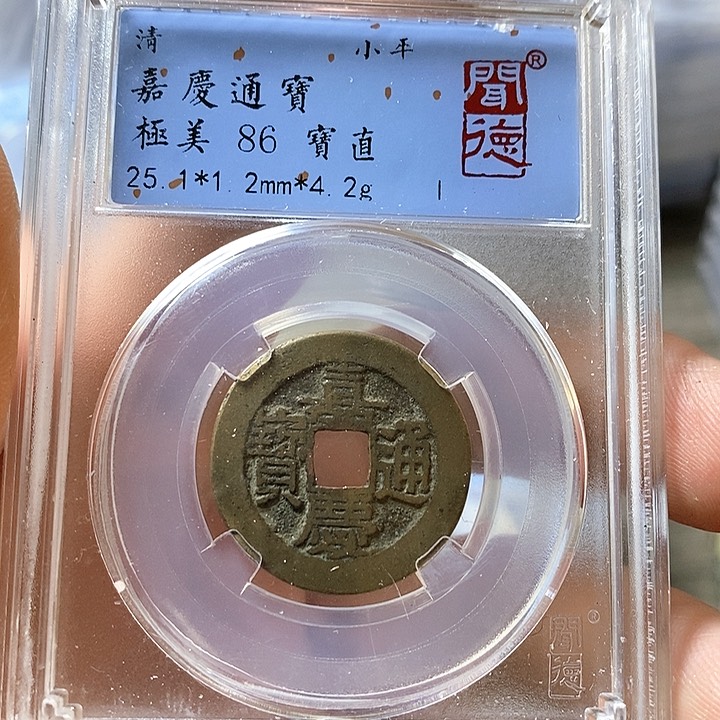 清 小平
嘉慶通寶
極美 86 寶直
25.1*1.2mm*4.2g
聞德®
嘉慶通寶
聞德®